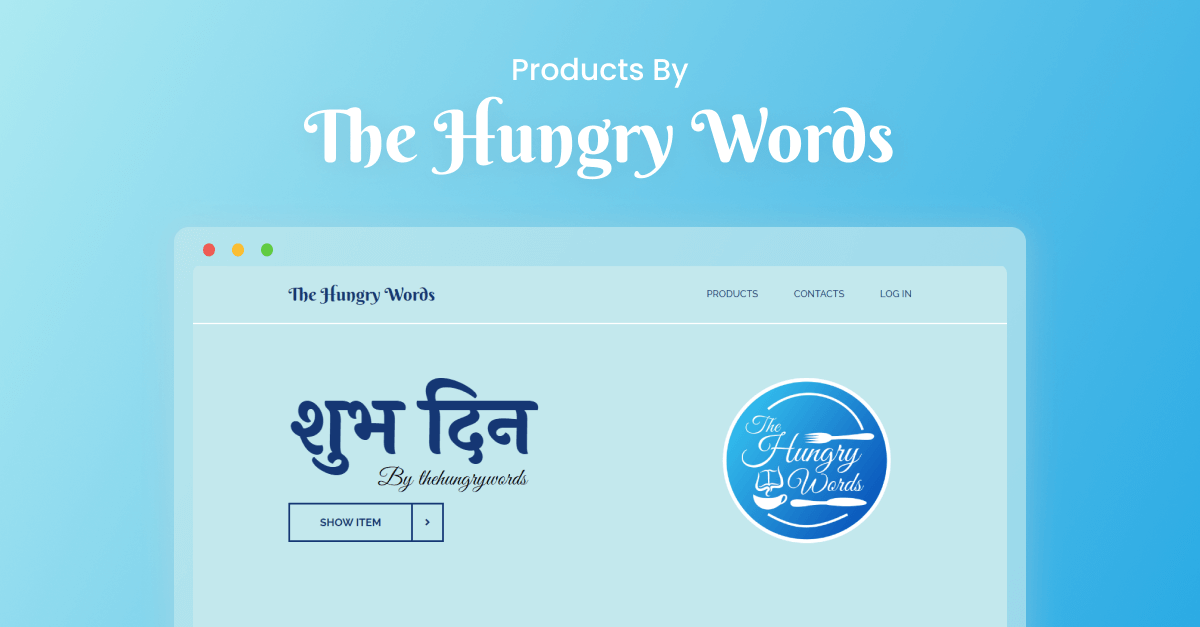 Products By
The Hungry Words
The Hungry Words
PRODUCTS
CONTACTS
LOG IN
शुभ दिन
By thehungrywords
SHOW ITEM
The
Hungry
Words